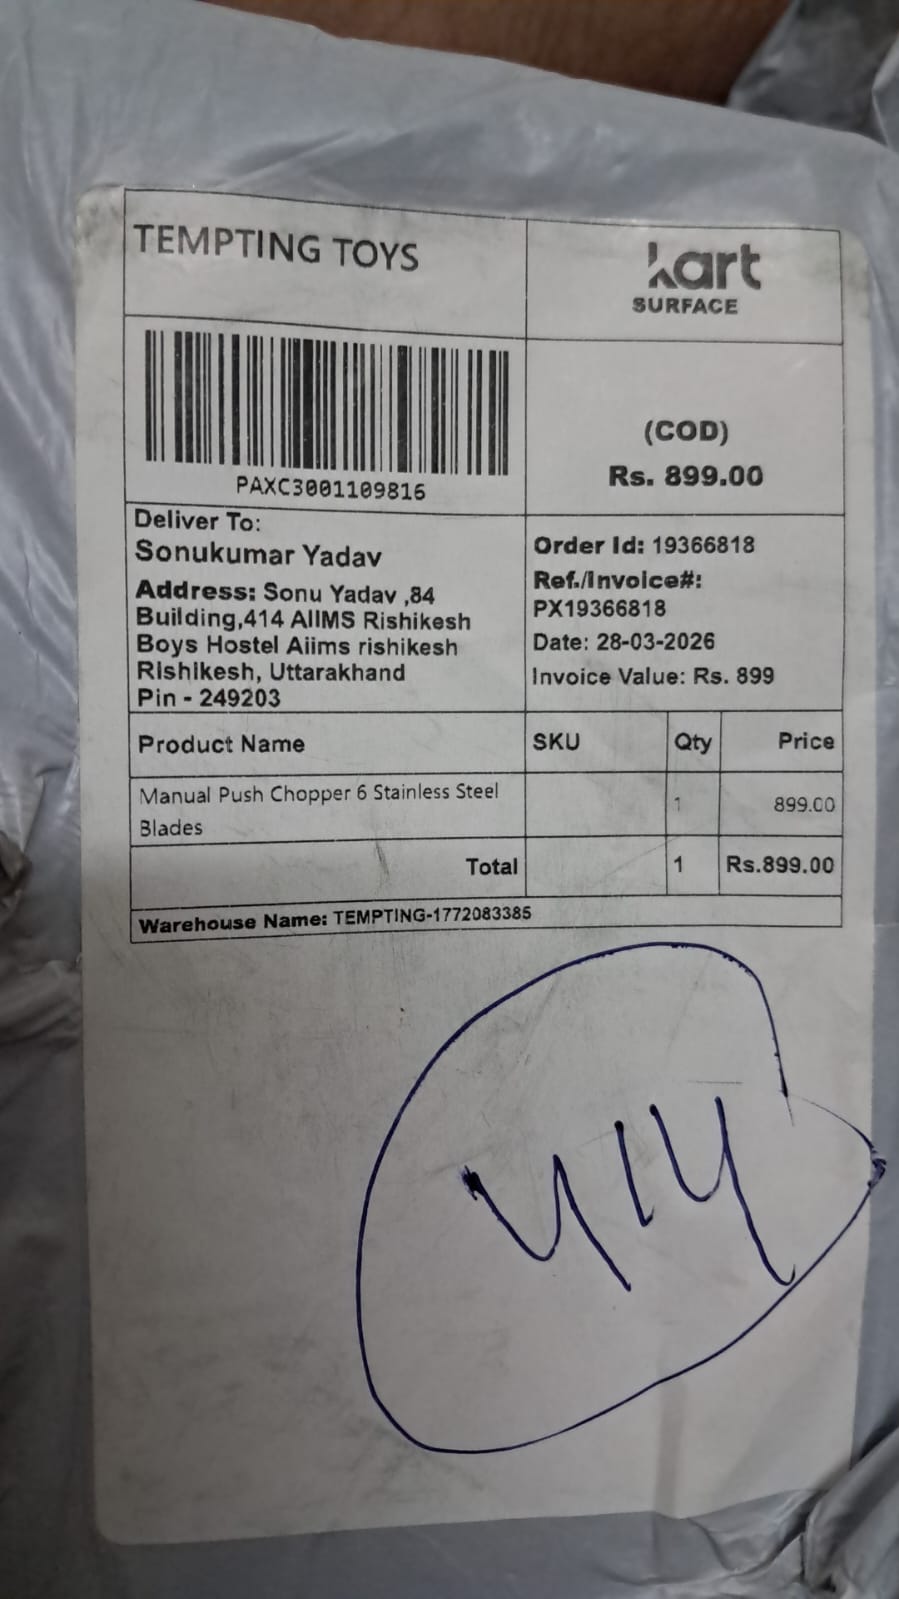 TEMPTING TOYS
kart
SURFACE
PAXC3001109816
(COD)
Rs. 899.00
Deliver To:
Sonukumar Yadav
Address: Sonu Yadav ,84
Building,414 AIIMS Rishikesh
Boys Hostel Aiims rishikesh
Rishikesh, Uttarakhand
Pin - 249203
Order Id: 19366818
Ref./Invoice#:
PX19366818
Date: 28-03-2026
Invoice Value: Rs. 899
Product Name SKU Qty Price
Manual Push Chopper 6 Stainless Steel
Blades 1 899.00
Total 1 Rs.899.00
Warehouse Name: TEMPTING-1772083385
414